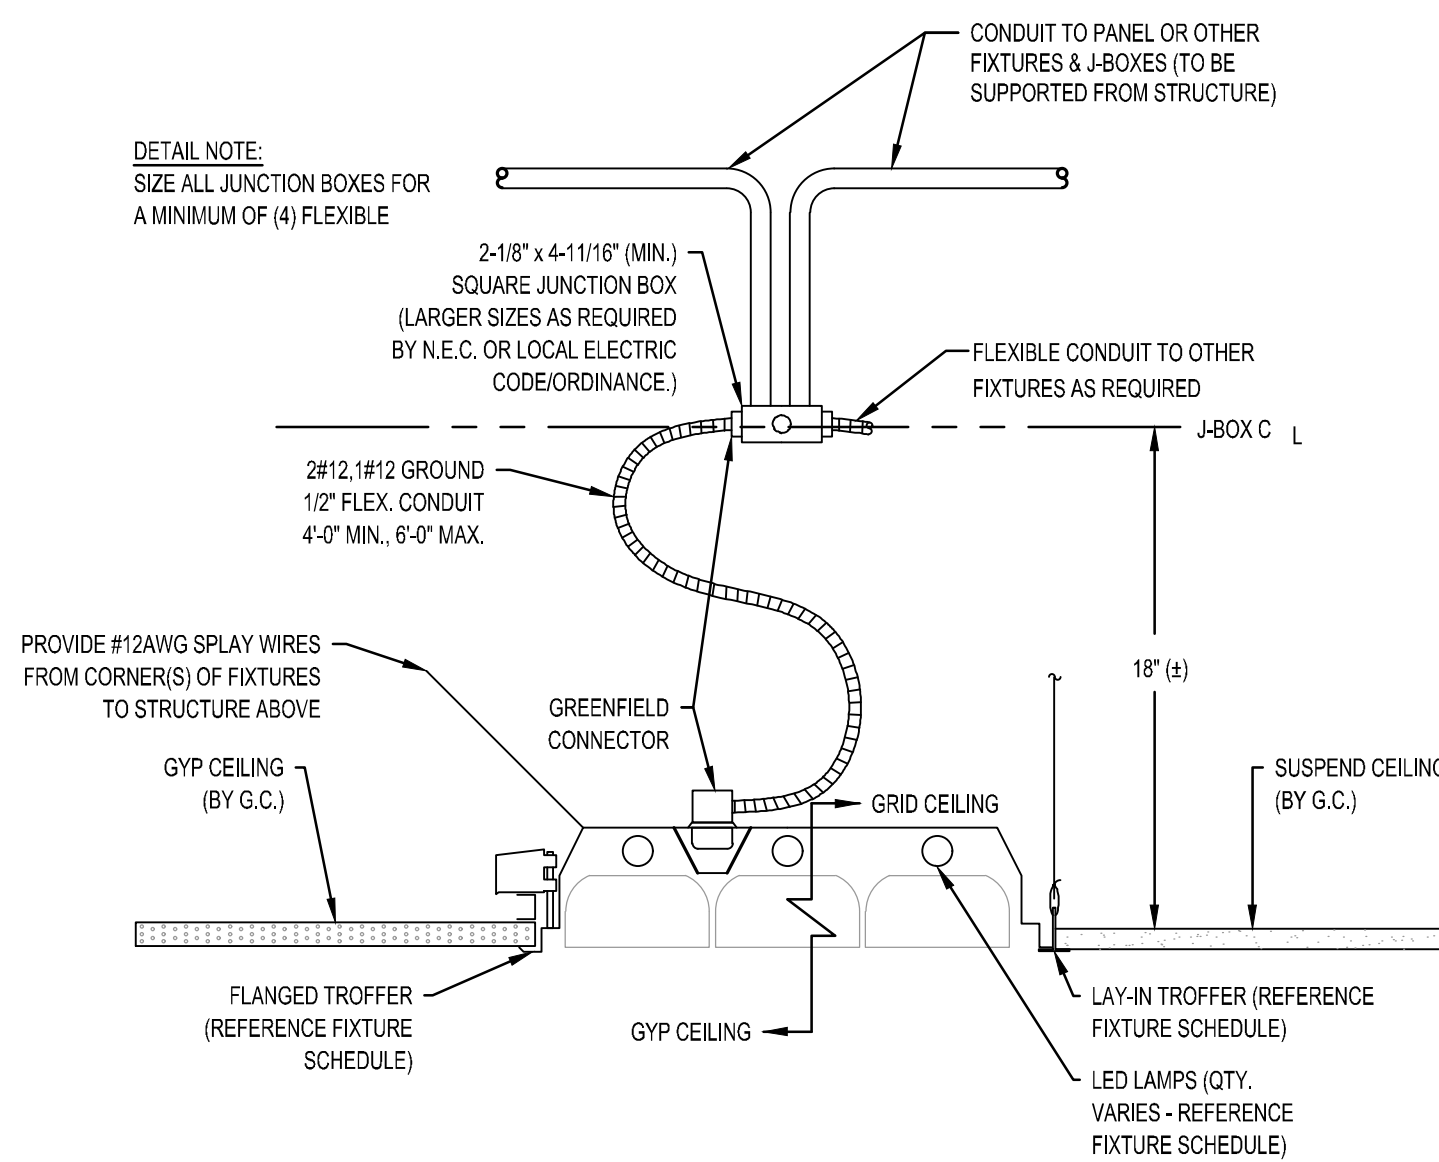 CONDUIT TO PANEL OR OTHER
FIXTURES & J-BOXES (TO BE
SUPPORTED FROM STRUCTURE)
DETAIL NOTE:
SIZE ALL JUNCTION BOXES FOR
A MINIMUM OF (4) FLEXIBLE
2-1/8" x 4-11/16" (MIN.)
SQUARE JUNCTION BOX
(LARGER SIZES AS REQUIRED
BY N.E.C. OR LOCAL ELECTRIC
CODE/ORDINANCE.)
FLEXIBLE CONDUIT TO OTHER
FIXTURES AS REQUIRED
J-BOX C L
2#12,1#12 GROUND
1/2" FLEX. CONDUIT
4'-0" MIN., 6'-0" MAX.
PROVIDE #12AWG SPLAY WIRES
FROM CORNER(S) OF FIXTURES
TO STRUCTURE ABOVE
18" (±)
GREENFIELD
CONNECTOR
GYP CEILING
(BY G.C.)
GRID CEILING
SUSPEND CEILING
(BY G.C.)
FLANGED TROFFER
(REFERENCE FIXTURE
SCHEDULE)
GYP CEILING
LAY-IN TROFFER (REFERENCE
FIXTURE SCHEDULE)
LED LAMPS (QTY.
VARIES - REFERENCE
FIXTURE SCHEDULE)